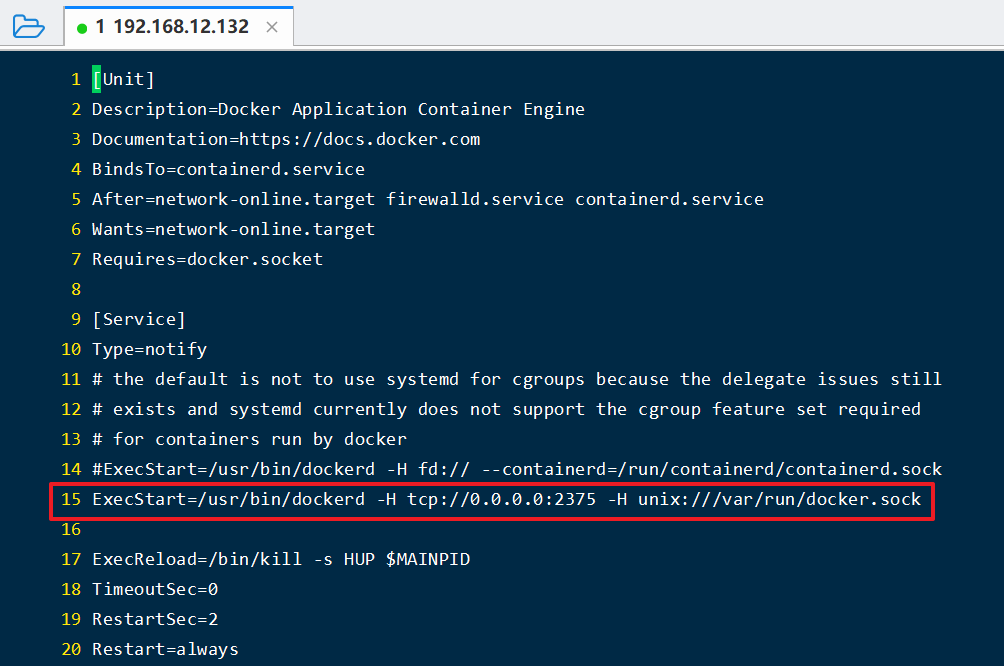 1 192.168.12.132 ×
1 [Unit]
2 Description=Docker Application Container Engine
3 Documentation=https://docs.docker.com
4 BindsTo=containerd.service
5 After=network-online.target firewalld.service containerd.service
6 Wants=network-online.target
7 Requires=docker.socket
8
9 [Service]
10 Type=notify
11 # the default is not to use systemd for cgroups because the delegate issues still
12 # exists and systemd currently does not support the cgroup feature set required
13 # for containers run by docker
14 #ExecStart=/usr/bin/dockerd -H fd:// --containerd=/run/containerd/containerd.sock
15 ExecStart=/usr/bin/dockerd -H tcp://0.0.0.0:2375 -H unix:///var/run/docker.sock
16
17 ExecReload=/bin/kill -s HUP $MAINPID
18 TimeoutSec=0
19 RestartSec=2
20 Restart=always